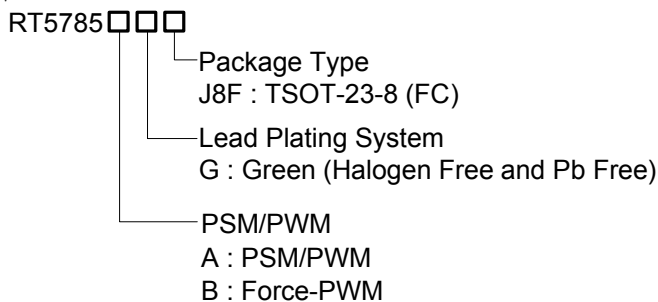 RT5785□□□
Package Type
J8F : TSOT-23-8 (FC)
Lead Plating System
G : Green (Halogen Free and Pb Free)
PSM/PWM
A : PSM/PWM
B : Force-PWM